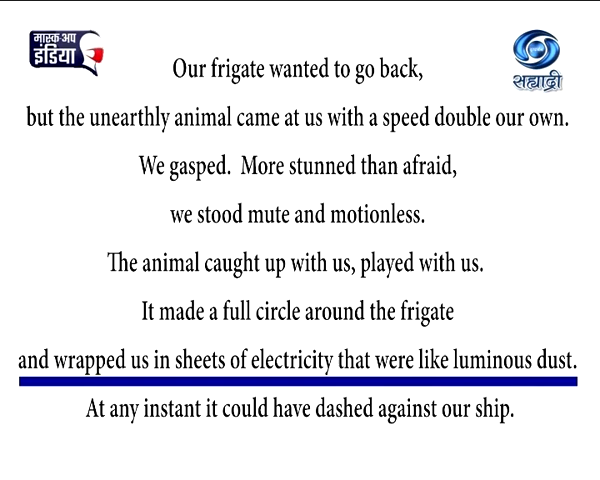 मास्क अप
इंडिया
सह्याद्री
Our frigate wanted to go back,
but the unearthly animal came at us with a speed double our own.
We gasped. More stunned than afraid,
we stood mute and motionless.
The animal caught up with us, played with us.
It made a full circle around the frigate
and wrapped us in sheets of electricity that were like luminous dust.
At any instant it could have dashed against our ship.